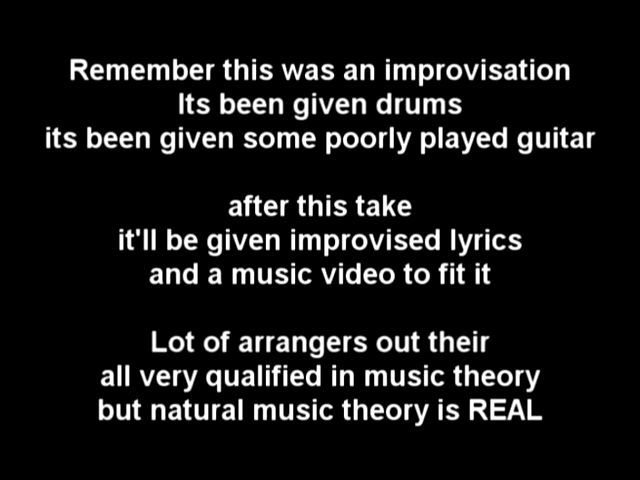 Remember this was an improvisation
Its been given drums
its been given some poorly played guitar
after this take
it'll be given improvised lyrics
and a music video to fit it
Lot of arrangers out their
all very qualified in music theory
but natural music theory is REAL